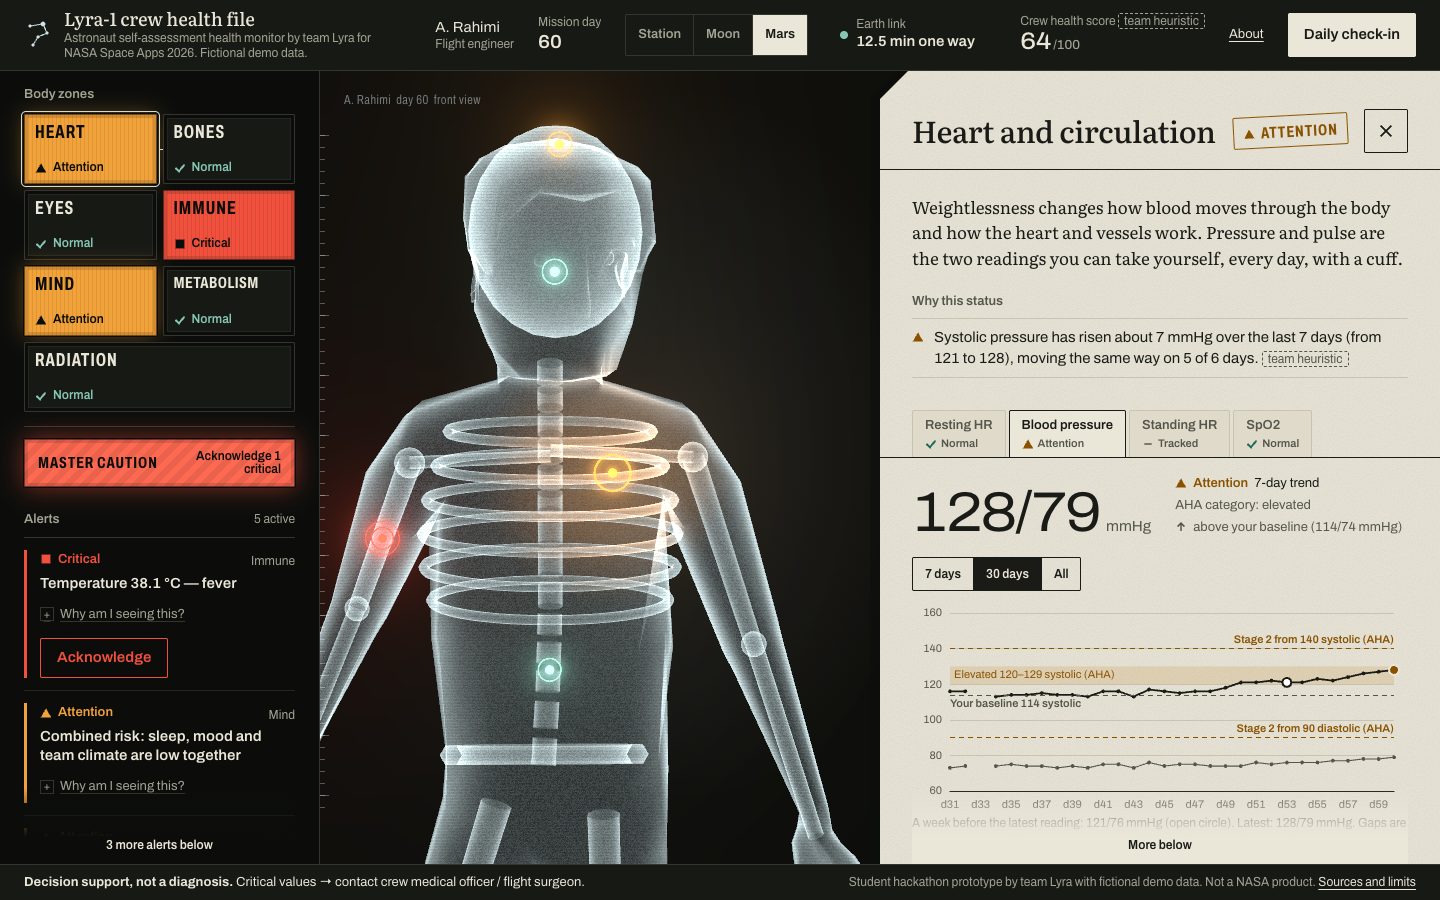 Lyra-1 crew health file
Astronaut self-assessment health monitor by team Lyra for
NASA Space Apps 2026. Fictional demo data.
A. Rahimi
Flight engineer
Mission day
60
Station
Moon
Mars
Earth link
12.5 min one way
Crew health score team heuristic
64/100
About
Daily check-in
Body zones
HEART
Attention
BONES
Normal
EYES
Normal
IMMUNE
Critical
MIND
Attention
METABOLISM
Normal
RADIATION
Normal
MASTER CAUTION
Acknowledge 1
critical
Alerts
5 active
Critical
Immune
Temperature 38.1 °C — fever
+ Why am I seeing this?
Acknowledge
Attention
Mind
Combined risk: sleep, mood and
team climate are low together
+ Why am I seeing this?
3 more alerts below
A. Rahimi day 60 front view
Heart and circulation
ATTENTION
Weightlessness changes how blood moves through the body
and how the heart and vessels work. Pressure and pulse are
the two readings you can take yourself, every day, with a cuff.
Why this status
Systolic pressure has risen about 7 mmHg over the last 7 days (from
121 to 128), moving the same way on 5 of 6 days. team heuristic
Resting HR
Normal
Blood pressure
Attention
Standing HR
Tracked
SpO2
Normal
128/79 mmHg
Attention 7-day trend
AHA category: elevated
↑ above your baseline (114/74 mmHg)
7 days
30 days
All
160
Stage 2 from 140 systolic (AHA)
140
Elevated 120–129 systolic (AHA)
120
Your baseline 114 systolic
100
Stage 2 from 90 diastolic (AHA)
80
60
d31 d33 d35 d37 d39 d41 d43 d45 d47 d49 d51 d53 d55 d57 d59
A week before the latest reading: 121/76 mmHg (open circle). Latest: 128/79 mmHg. Gaps are
More below
Decision support, not a diagnosis. Critical values → contact crew medical officer / flight surgeon.
Student hackathon prototype by team Lyra with fictional demo data. Not a NASA product. Sources and limits